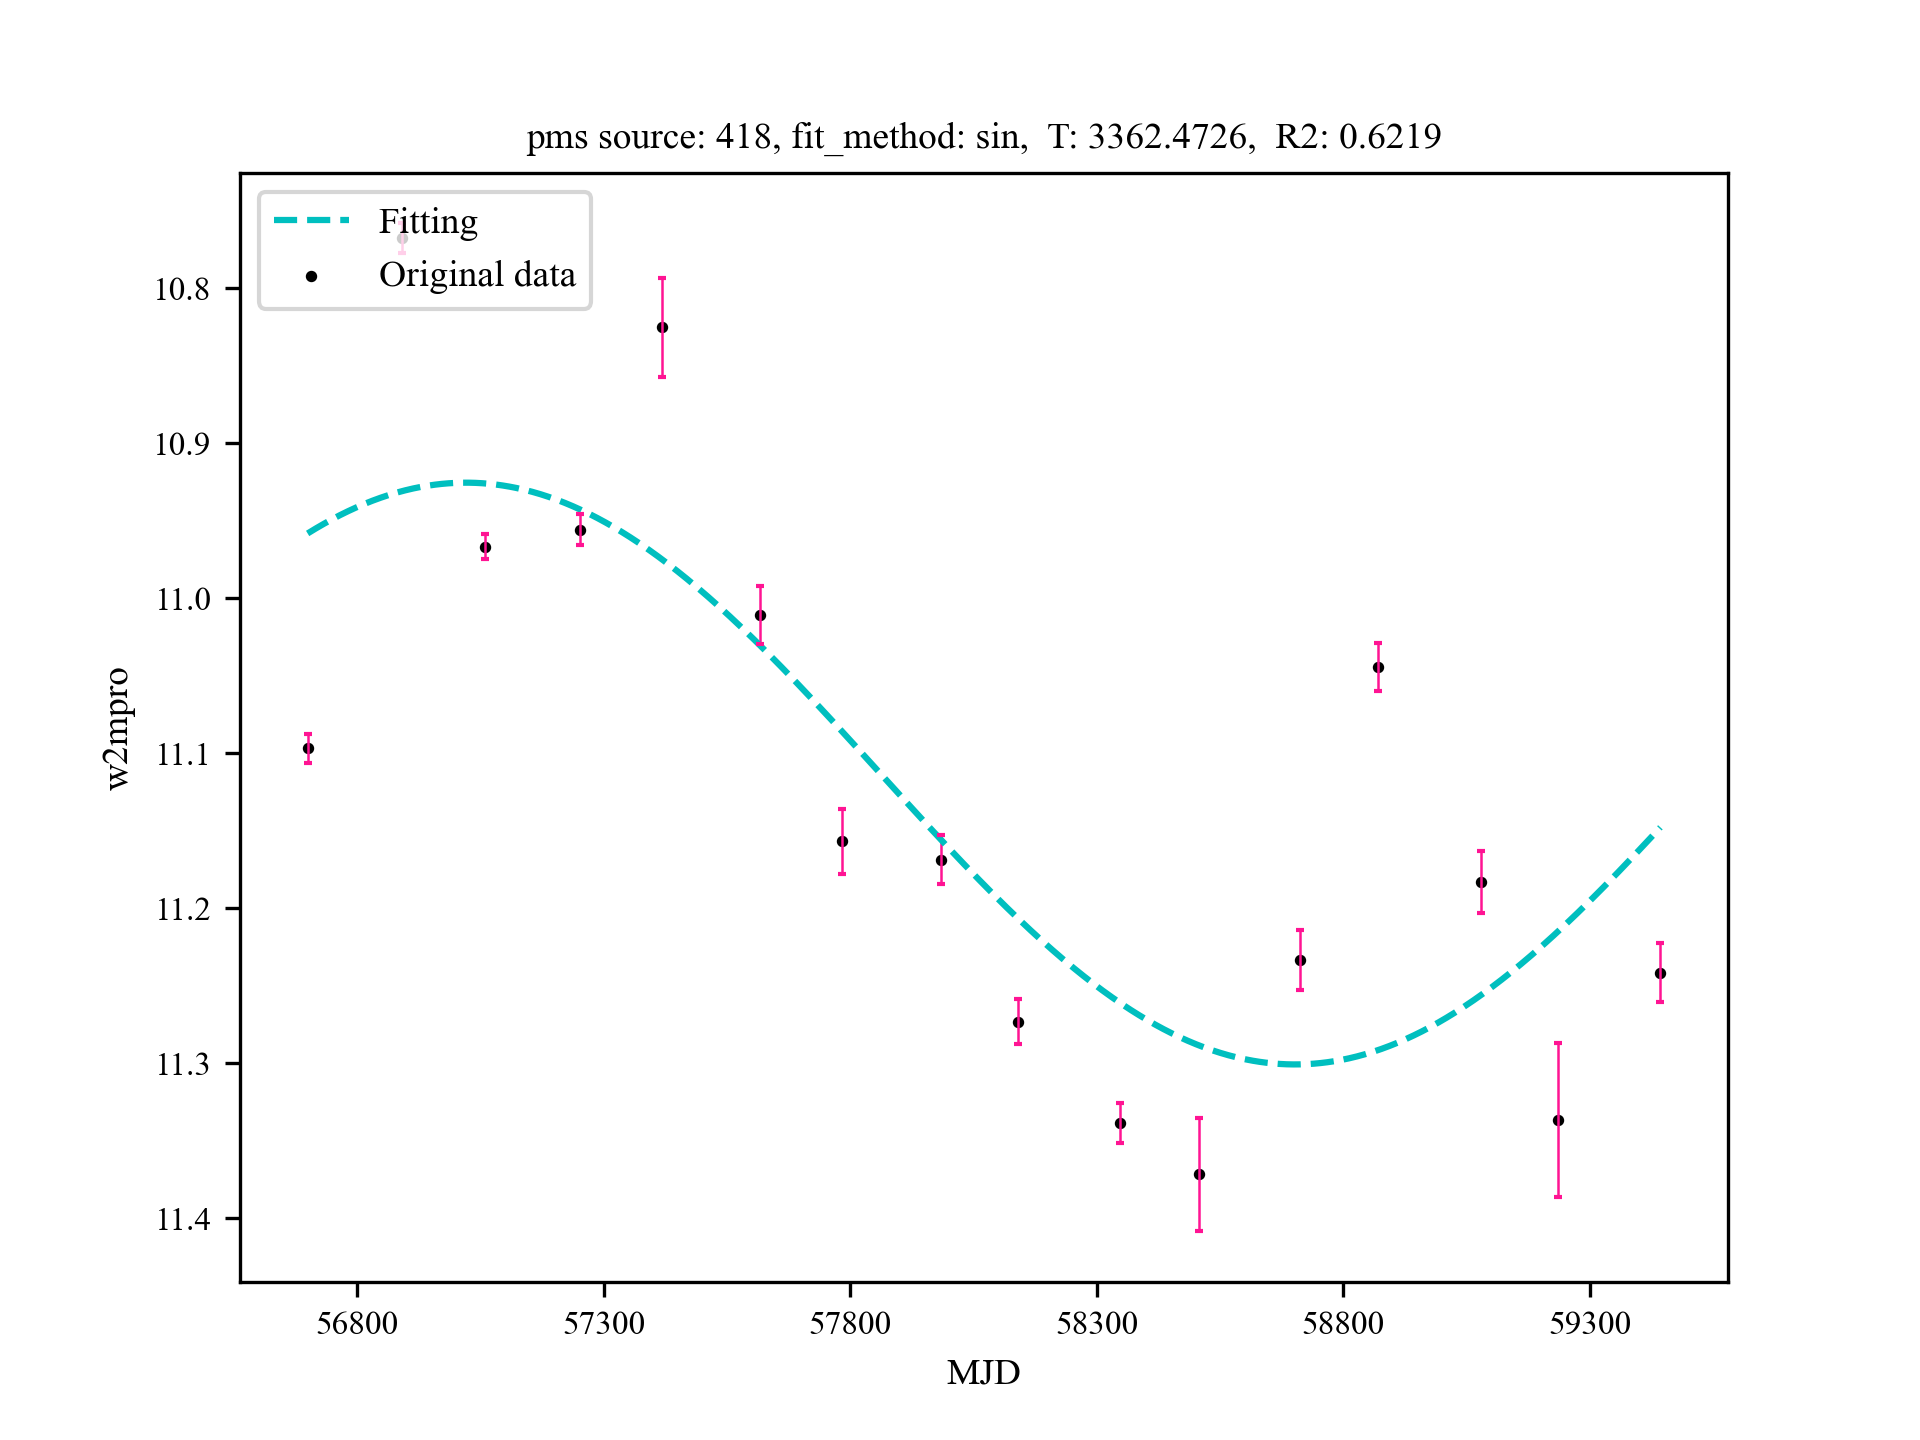 pms source: 418, fit_method: sin,  T: 3362.4726,  R2: 0.6219
Fitting
Original data
10.8
10.9
11.0
11.1
11.2
11.3
11.4
w2mpro
56800 57300 57800 58300 58800 59300
MJD